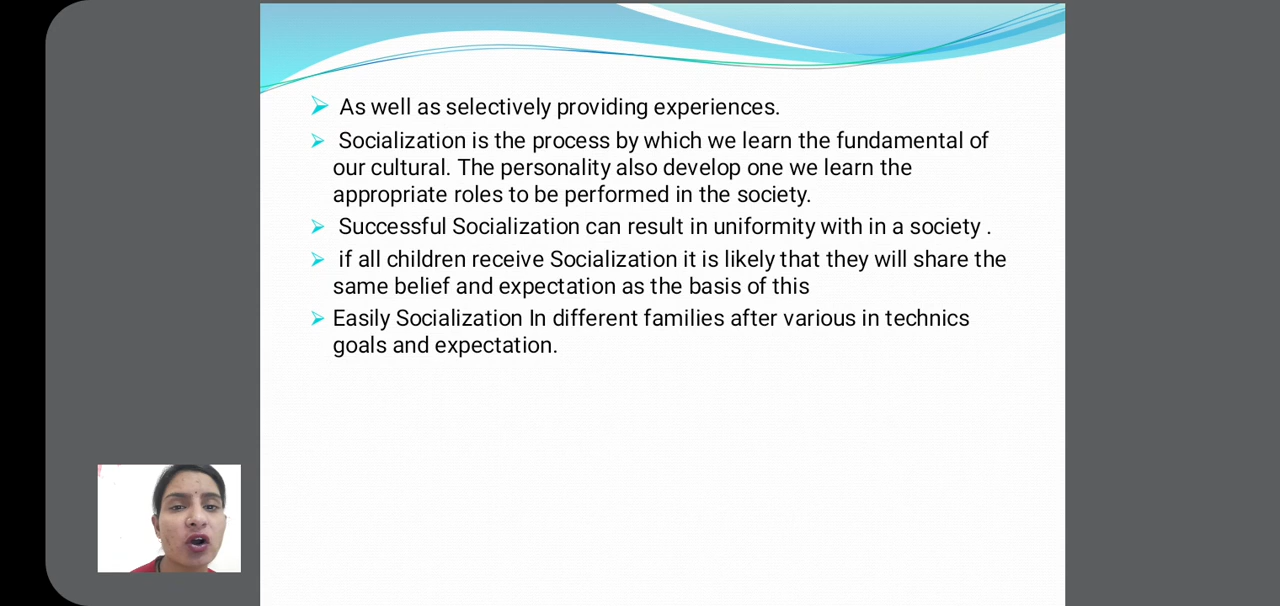 As well as selectively providing experiences.
Socialization is the process by which we learn the fundamental of
our cultural. The personality also develop one we learn the
appropriate roles to be performed in the society.
Successful Socialization can result in uniformity with in a society .
if all children receive Socialization it is likely that they will share the
same belief and expectation as the basis of this
Easily Socialization In different families after various in technics
goals and expectation.